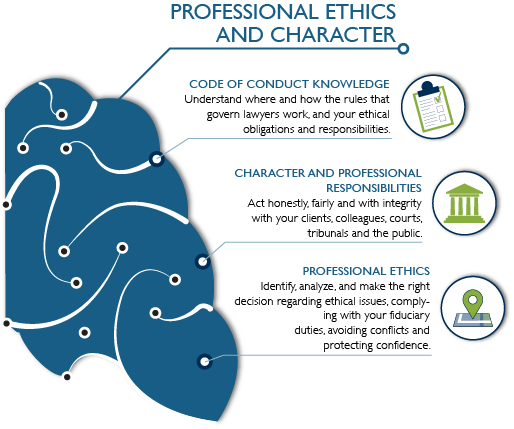 PROFESSIONAL ETHICS
AND CHARACTER
CODE OF CONDUCT KNOWLEDGE
Understand where and how the rules that
govern lawyers work, and your ethical
obligations and responsibilities.
CHARACTER AND PROFESSIONAL
RESPONSIBILITIES
Act honestly, fairly and with integrity
with your clients, colleagues, courts,
tribunals and the public.
PROFESSIONAL ETHICS
Identify, analyze, and make the right
decision regarding ethical issues, comply-
ing with your fiduciary
duties, avoiding conflicts and
protecting confidence.